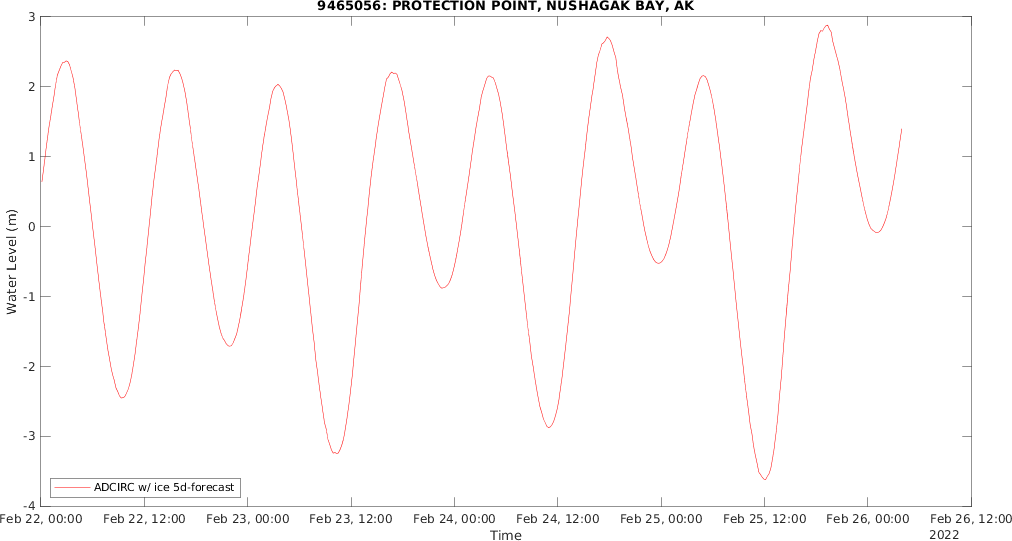 9465056: PROTECTION POINT, NUSHAGAK BAY, AK
3
2
1
0
-1
-2
-3
-4
Water Level (m)
ADCIRC w/ ice 5d-forecast
Feb 22, 00:00 Feb 22, 12:00 Feb 23, 00:00 Feb 23, 12:00 Feb 24, 00:00 Feb 24, 12:00 Feb 25, 00:00 Feb 25, 12:00 Feb 26, 00:00 Feb 26, 12:00
Time
2022